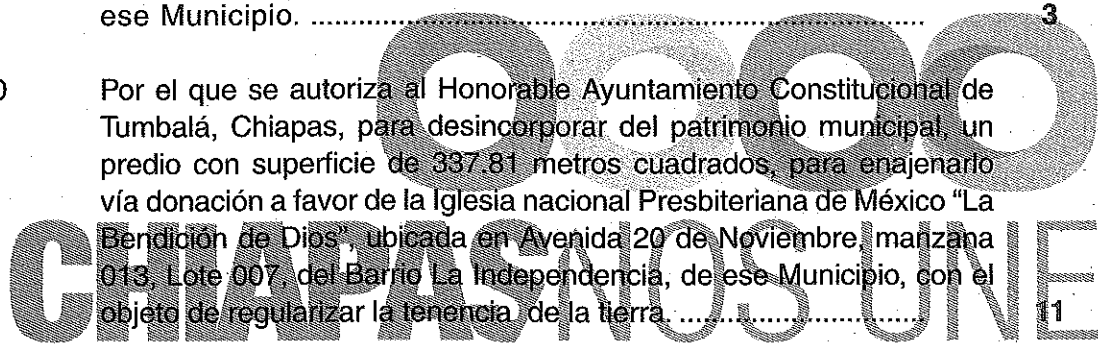 ese Municipio. ........................................................................ 3
0 Por el que se autoriza al Honorable Ayuntamiento Constitucional de
Tumbalá, Chiapas, para desincorporar del patrimonio municipal, un
predio con superficie de 337.81 metros cuadrados, para enajenarlo
vía donación a favor de la Iglesia nacional Presbiteriana de México “La
Bendición de Dios”, ubicada en Avenida 20 de Noviembre, manzana
013, Lote 007, del Barrio La Independencia, de ese Municipio, con el
objeto de regularizar la tenencia de la tierra. ............................ 11
CHIAPASNOS UNE